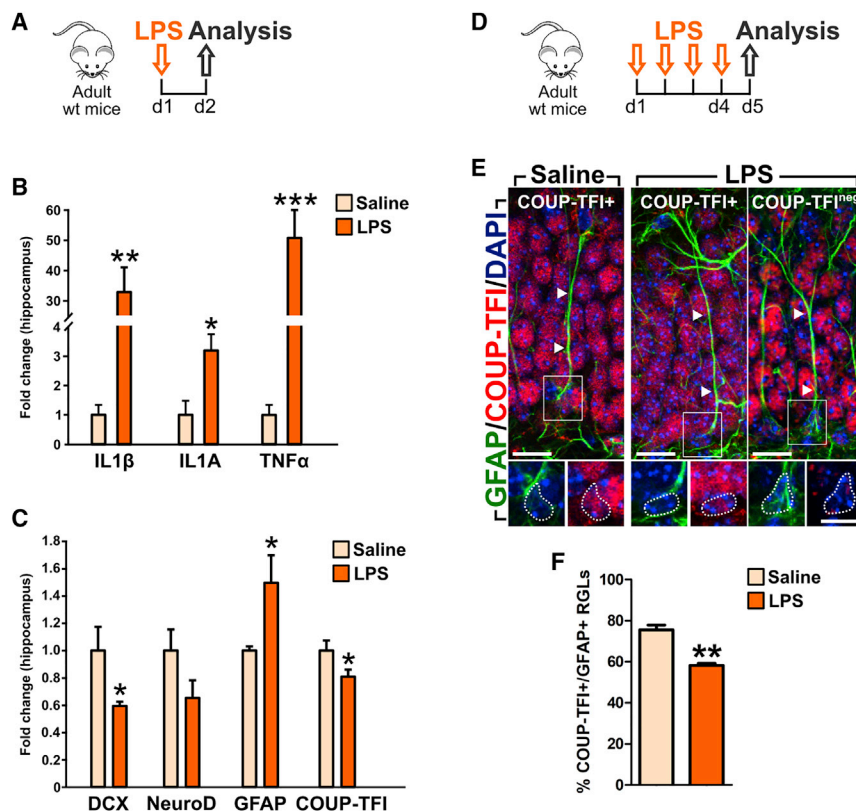 A
LPS Analysis
Adult
wt mice
d1 d2
D
LPS Analysis
Adult
wt mice
d1 d4 d5
B
Saline
LPS
***
**
*
Fold change (hippocampus)
60
50
40
30
4
3
2
1
0
IL1β IL1A TNFα
C
Saline
LPS
*
*
*
Fold change (hippocampus)
1.8
1.6
1.4
1.2
1.0
0.8
0.6
0.4
0.2
0.0
DCX NeuroD GFAP COUP-TFI
E
Saline LPS
COUP-TFI+ COUP-TFI+ COUP-TFIneg
GFAP/COUP-TFI/DAPI
F
Saline
LPS
**
% COUP-TFI+/GFAP+ RGLs
100
80
60
40
20
0